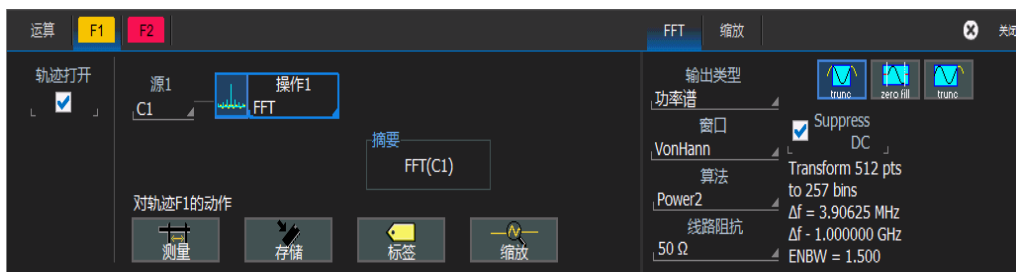 运算 F1 F2
轨迹打开
源1
C1
操作1
FFT
摘要
FFT(C1)
对轨迹F1的动作
测量 存储 标签 缩放
FFT 缩放 关闭
输出类型
功率谱
窗口
VonHann
算法
Power2
线路阻抗
50 Ω
trunc zero fill trunc
Suppress
DC
Transform 512 pts
to 257 bins
Δf = 3.90625 MHz
Δf - 1.000000 GHz
ENBW = 1.500